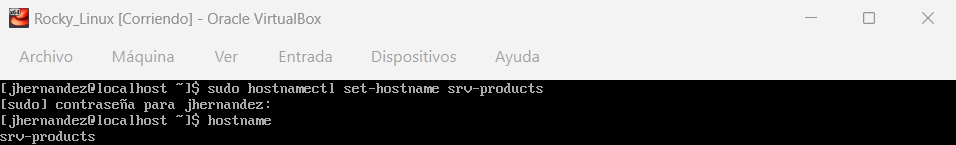 Rocky_Linux [Corriendo] - Oracle VirtualBox
Archivo Máquina Ver Entrada Dispositivos Ayuda
[jhernandez@localhost ~]$ sudo hostnamectl set-hostname srv-products
[sudo] contraseña para jhernandez:
[jhernandez@localhost ~]$ hostname
srv-products